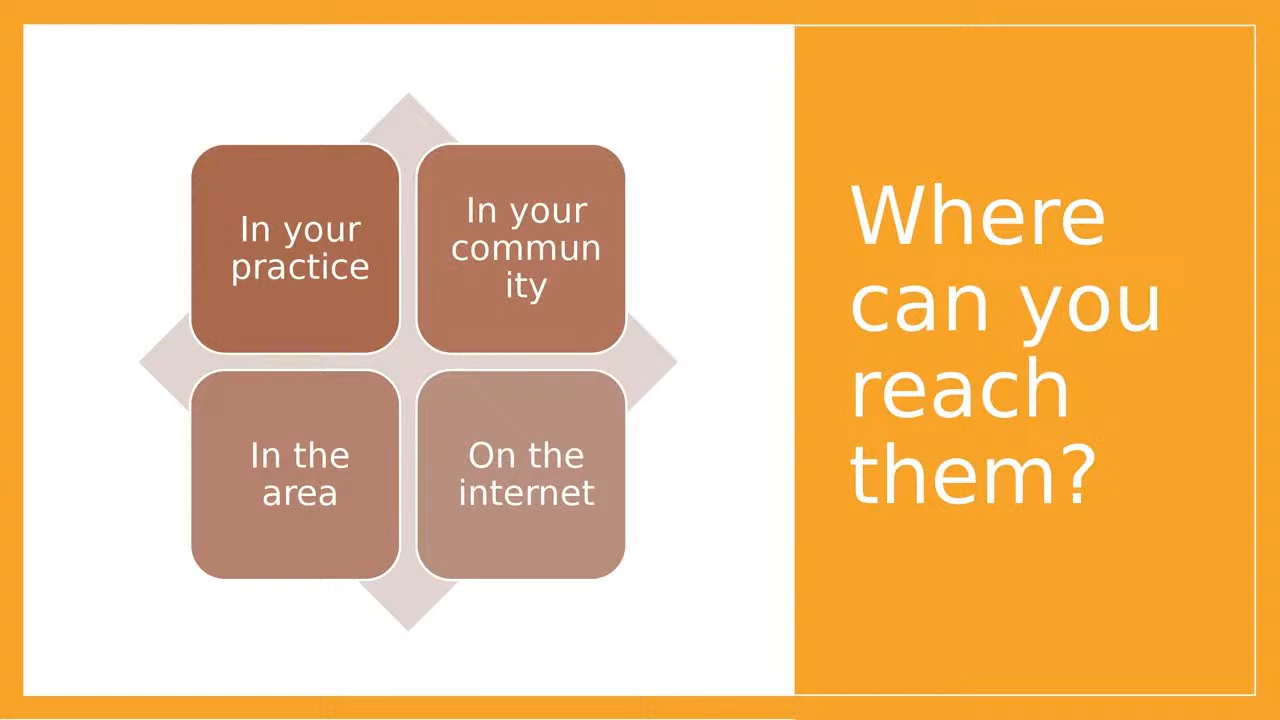 In your
practice
In your
commun
ity
In the
area
On the
internet
Where
can you
reach
them?